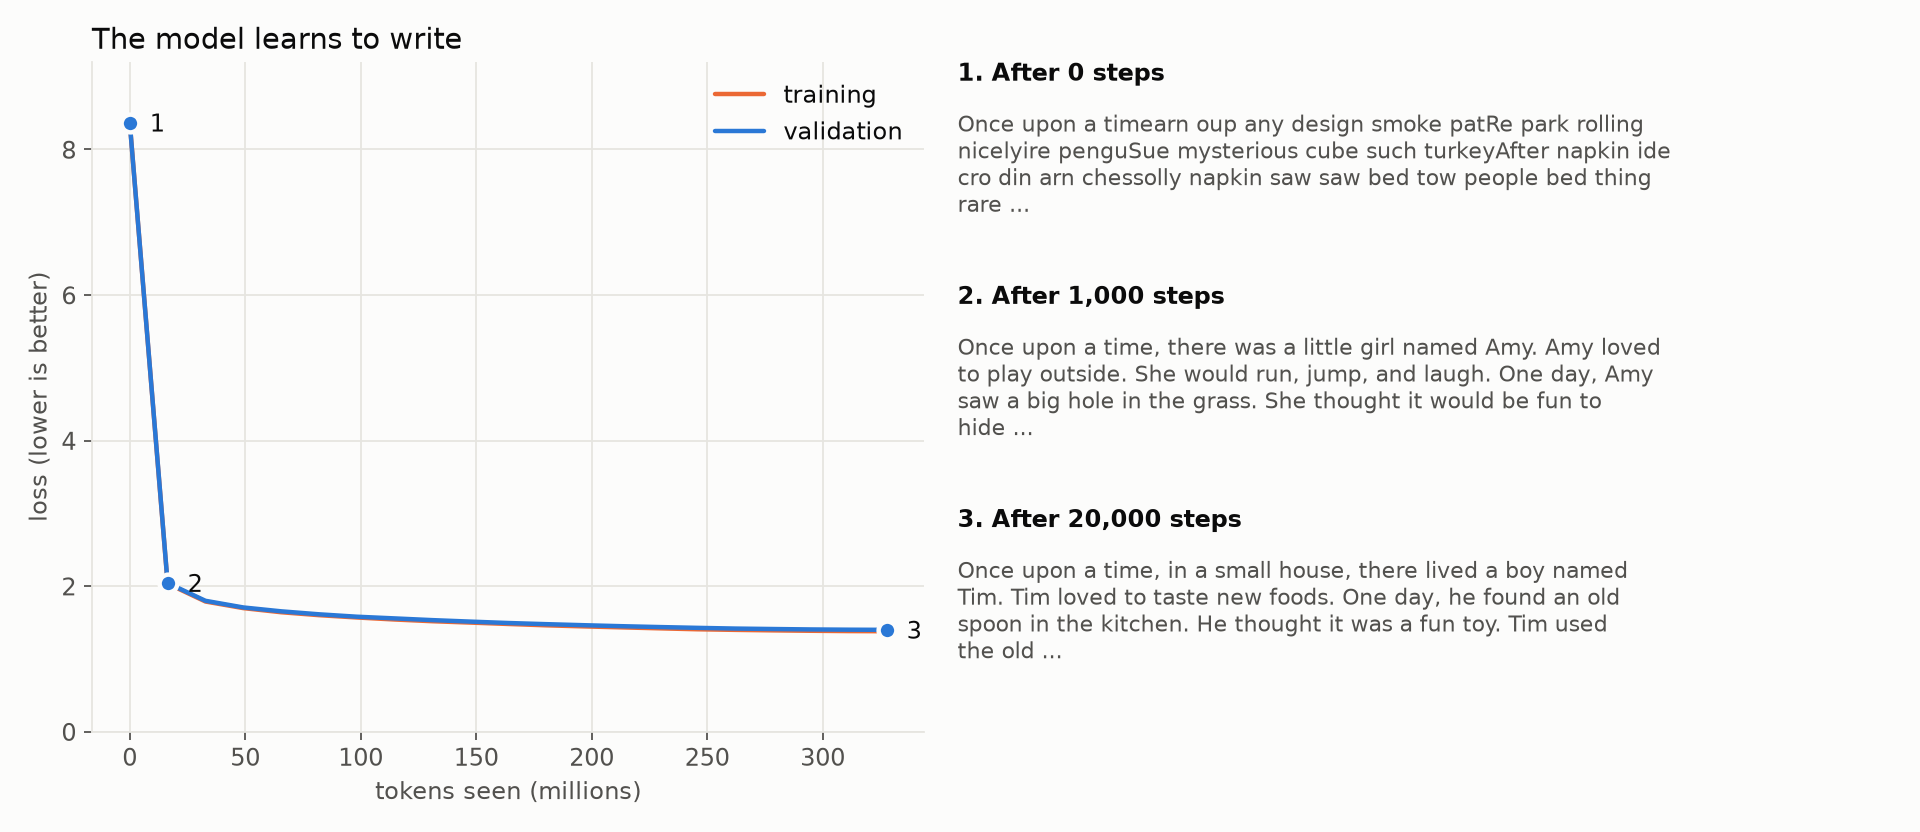 The model learns to write
training
validation
1
2
3
8
6
4
2
0
loss (lower is better)
0 50 100 150 200 250 300
tokens seen (millions)
1. After 0 steps
Once upon a timearn oup any design smoke patRe park rolling
nicelyire penguSue mysterious cube such turkeyAfter napkin ide
cro din arn chessolly napkin saw saw bed tow people bed thing
rare ...
2. After 1,000 steps
Once upon a time, there was a little girl named Amy. Amy loved
to play outside. She would run, jump, and laugh. One day, Amy
saw a big hole in the grass. She thought it would be fun to
hide ...
3. After 20,000 steps
Once upon a time, in a small house, there lived a boy named
Tim. Tim loved to taste new foods. One day, he found an old
spoon in the kitchen. He thought it was a fun toy. Tim used
the old ...